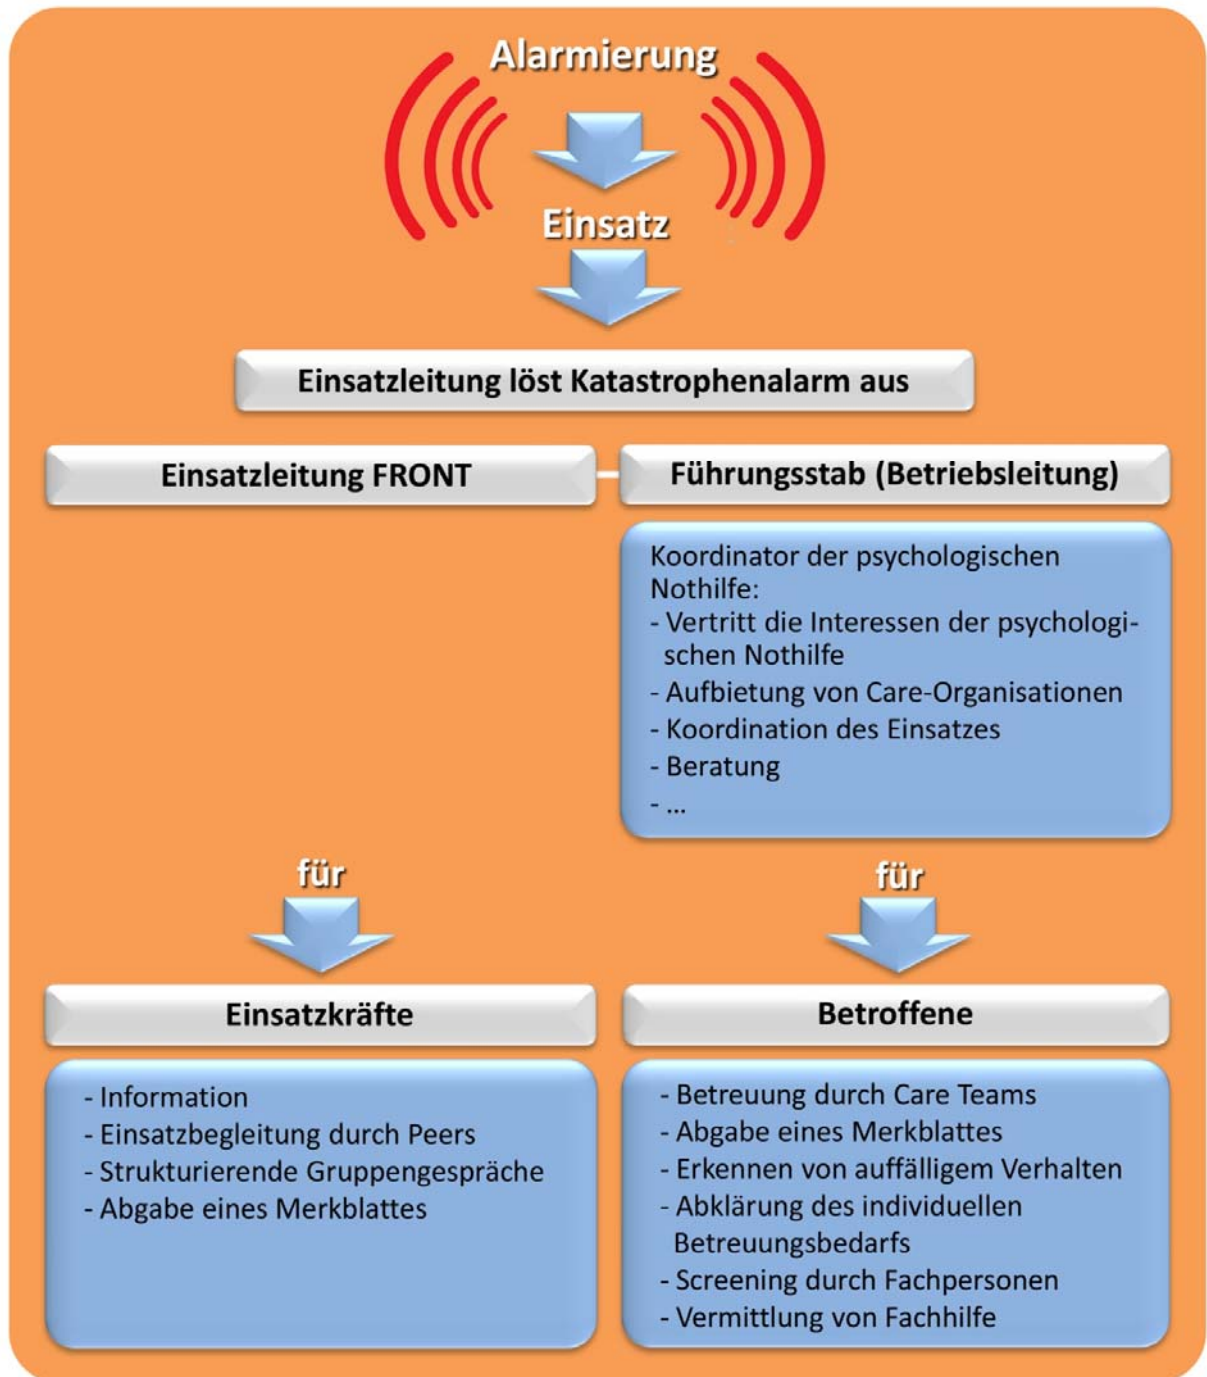 Alarmierung
Einsatz
Einsatzleitung löst Katastrophenalarm aus
Einsatzleitung FRONT
Führungsstab (Betriebsleitung)
Koordinator der psychologischen
Nothilfe:
- Vertritt die Interessen der psychologi-
schen Nothilfe
- Aufbietung von Care-Organisationen
- Koordination des Einsatzes
- Beratung
- ...
für
Einsatzkräfte
- Information
- Einsatzbegleitung durch Peers
- Strukturierende Gruppengespräche
- Abgabe eines Merkblattes
für
Betroffene
- Betreuung durch Care Teams
- Abgabe eines Merkblattes
- Erkennen von auffälligem Verhalten
- Abklärung des individuellen
Betreuungsbedarfs
- Screening durch Fachpersonen
- Vermittlung von Fachhilfe